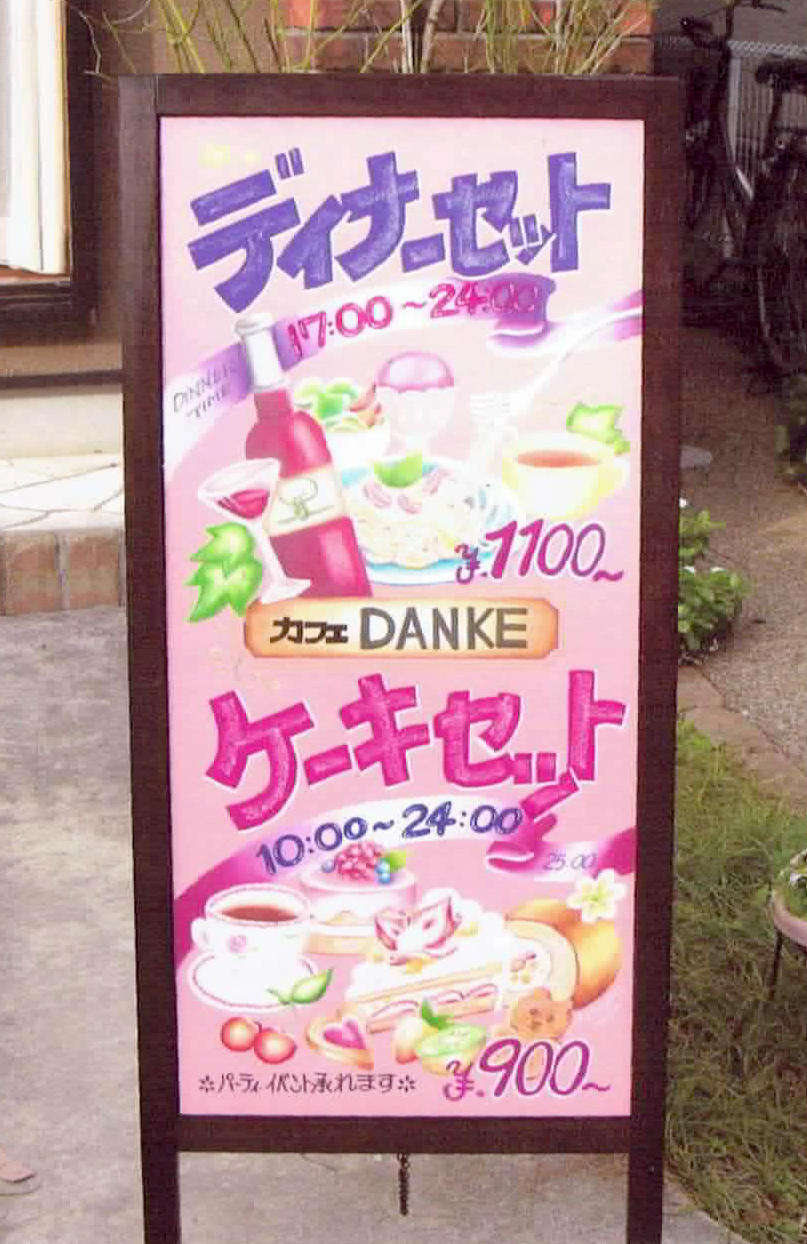 ディナーセット
17:00～24:00
DINNER
TIME
¥.1100～
カフェ DANKE
ケーキセット
10:00～24:00
25:00
¥.900～
※パーティイベント承れます※